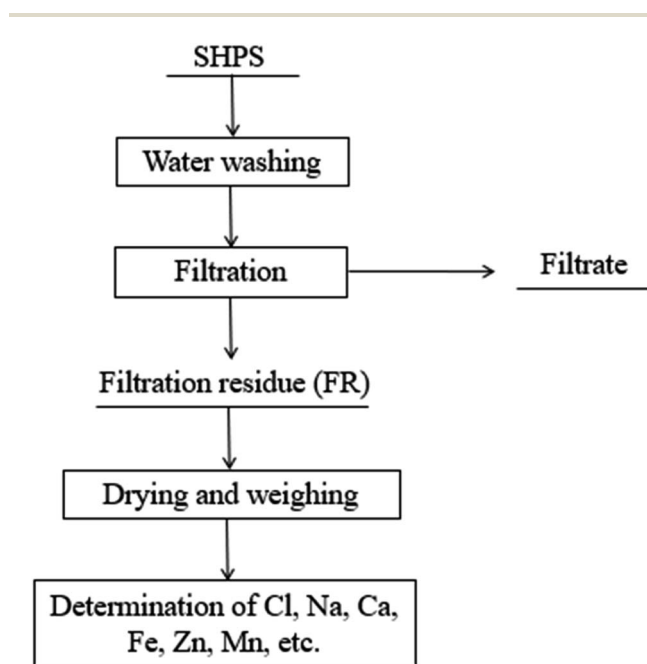 SHPS
Water washing
Filtration
Filtrate
Filtration residue (FR)
Drying and weighing
Determination of Cl, Na, Ca,
Fe, Zn, Mn, etc.